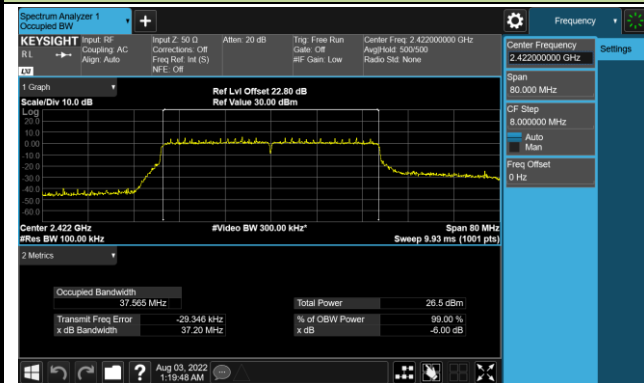 Spectrum Analyzer 1
Occupied BW
+
Frequency
KEYSIGHT
Input: RF
Coupling: AC
Align: Auto
Input Z: 50 Ω
Corrections: Off
Freq Ref: Int (S)
NFE: Off
Atten: 20 dB
Trig: Free Run
Gate: Off
#IF Gain: Low
Center Freq: 2.422000000 GHz
Avg|Hold: 500/500
Radio Std: None
RL
LXI
Center Frequency
2.422000000 GHz
Settings
Span
80.000 MHz
CF Step
8.000000 MHz
Auto
Man
Freq Offset
0 Hz
1 Graph
Scale/Div 10.0 dB
Ref Lvl Offset 22.80 dB
Ref Value 30.00 dBm
Log
20.0
10.0
0.00
-10.0
-20.0
-30.0
-40.0
-50.0
-60.0
Center 2.422 GHz
#Res BW 100.00 kHz
#Video BW 300.00 kHz*
Span 80 MHz
Sweep 9.93 ms (1001 pts)
2 Metrics
Occupied Bandwidth
37.565 MHz
Transmit Freq Error -29.346 kHz
x dB Bandwidth 37.20 MHz
Total Power 26.5 dBm
% of OBW Power 99.00 %
x dB -6.00 dB
?
Aug 03, 2022
1:19:48 AM